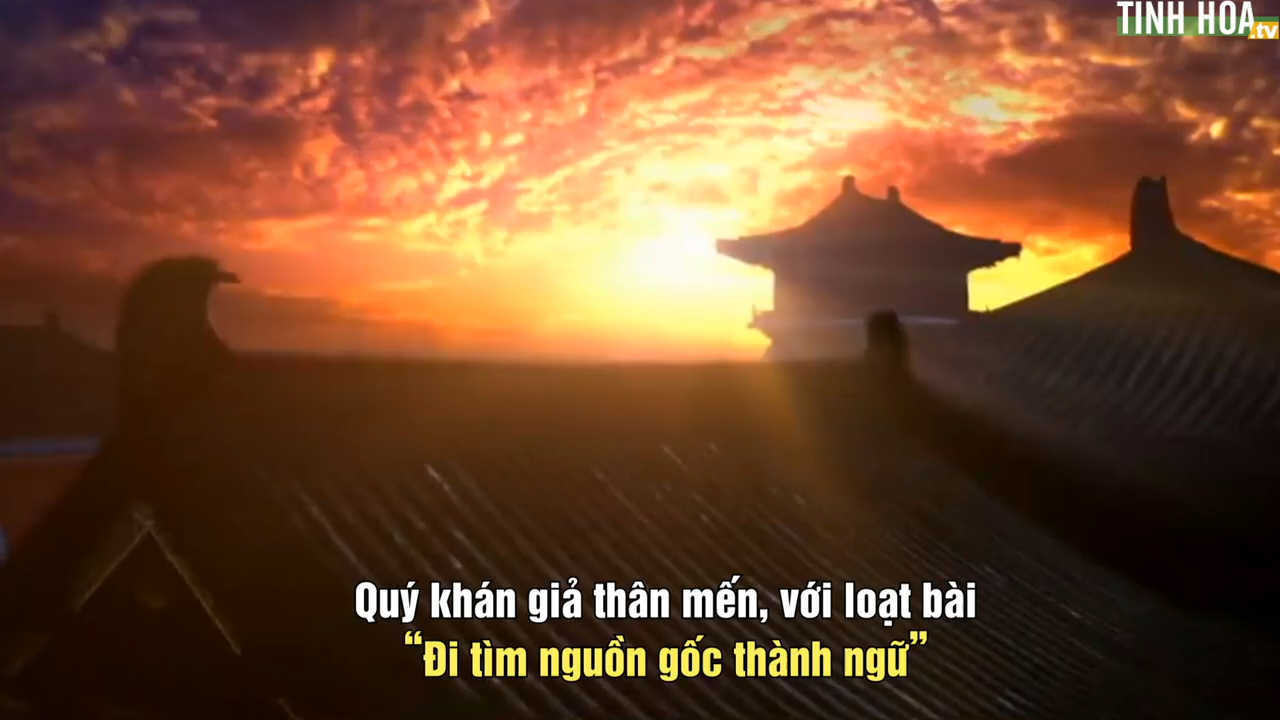 TINH HOA
.tv
Quý khán giả thân mến, với loạt bài
“Đi tìm nguồn gốc thành ngữ”